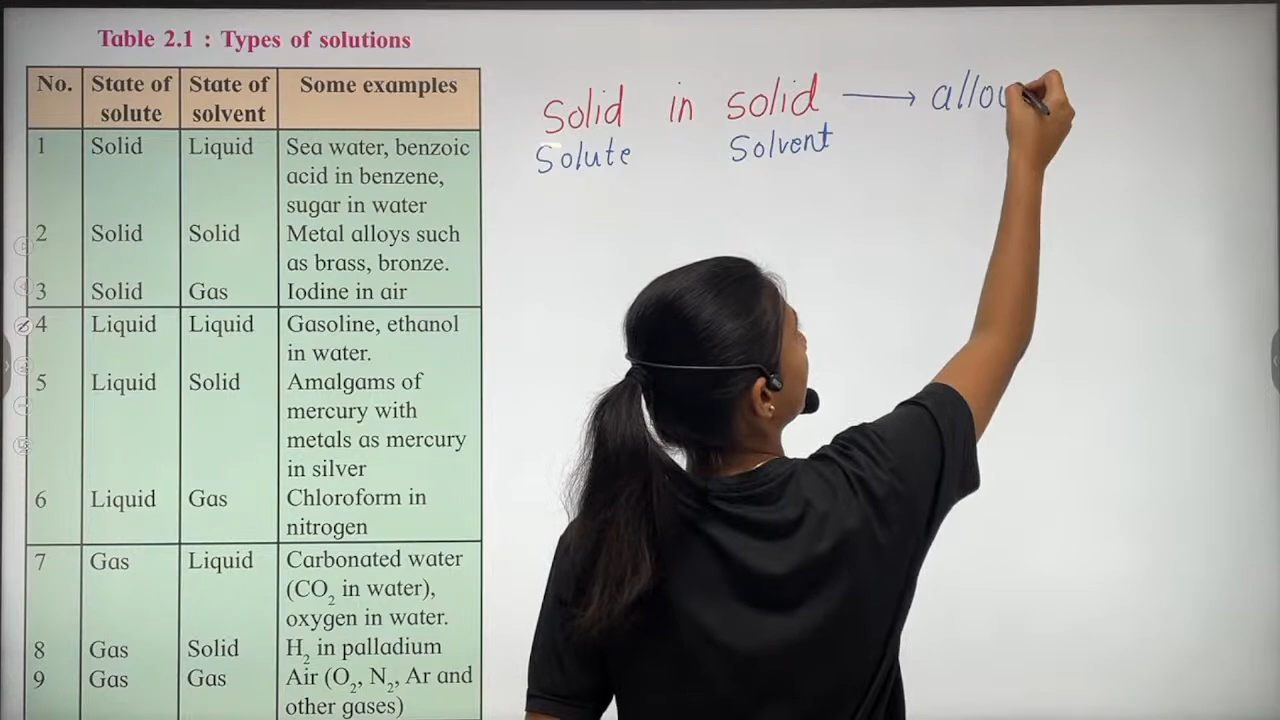 Table 2.1 : Types of solutions
No. State of solute State of solvent Some examples
1 Solid Liquid Sea water, benzoic
acid in benzene,
sugar in water
2 Solid Solid Metal alloys such
as brass, bronze.
3 Solid Gas Iodine in air
4 Liquid Liquid Gasoline, ethanol
in water.
5 Liquid Solid Amalgams of
mercury with
metals as mercury
in silver
6 Liquid Gas Chloroform in
nitrogen
7 Gas Liquid Carbonated water
(CO₂ in water),
oxygen in water.
8 Gas Solid H₂ in palladium
9 Gas Gas Air (O₂, N₂, Ar and
other gases)
Solid in solid → allo
Solute Solvent